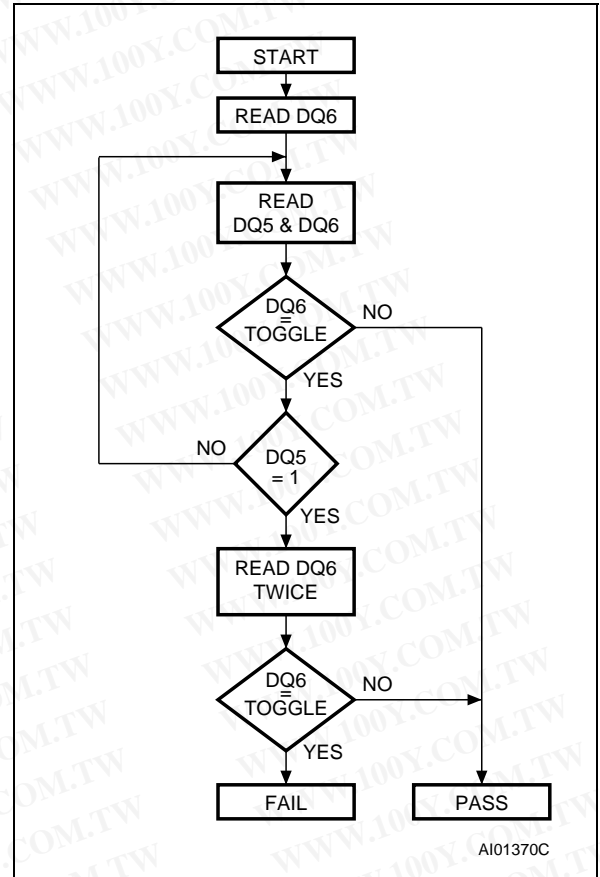 START
READ DQ6
READ
DQ5 & DQ6
DQ6
=
TOGGLE
NO
YES
NO
DQ5
= 1
YES
READ DQ6
TWICE
DQ6
=
TOGGLE
NO
YES
FAIL
PASS
AI01370C
WWW.100Y.COM.TW